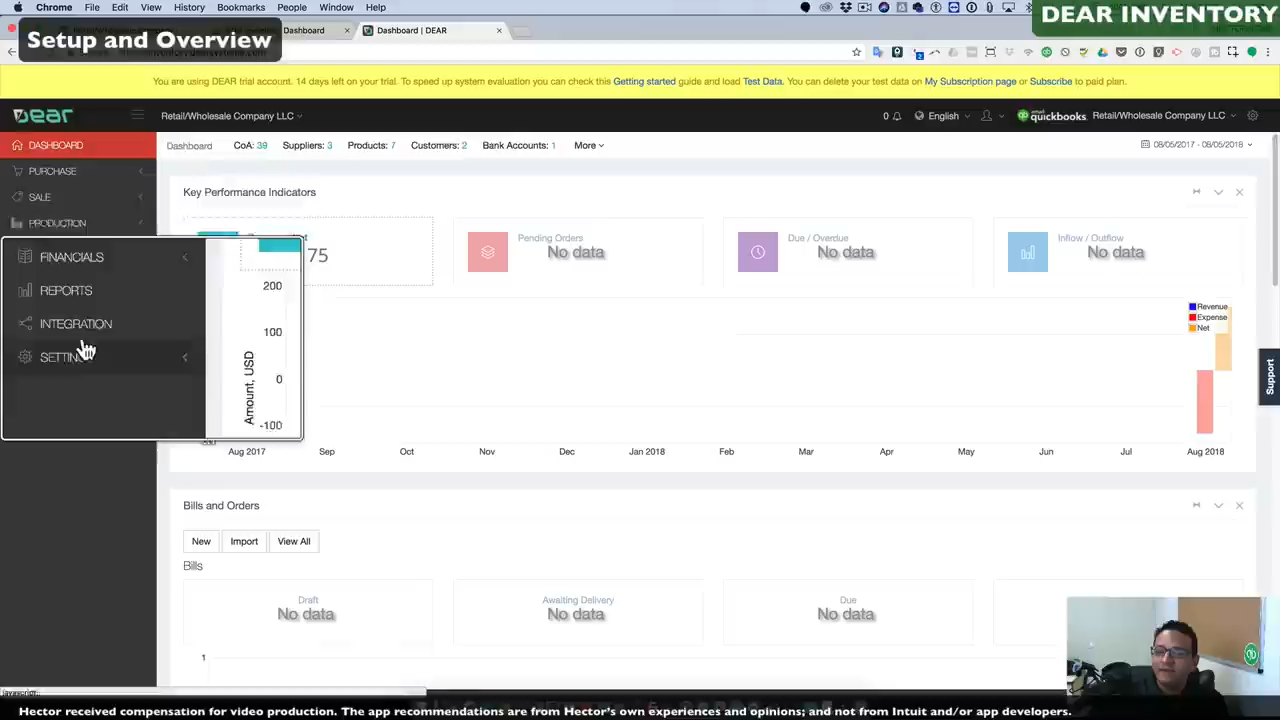 Chrome File Edit View History Bookmarks People Window Help
DEAR INVENTORY
Setup and Overview
Dashboard
Dashboard | DEAR
You are using DEAR trial account. 14 days left on your trial. To speed up system evaluation you can check this Getting started guide and load Test Data. You can delete your test data on My Subscription page or Subscribe to paid plan.
Dear
Retail/Wholesale Company LLC
0
English
quickbooks.
Retail/Wholesale Company LLC
DASHBOARD
Dashboard CoA: 39 Suppliers: 3 Products: 7 Customers: 2 Bank Accounts: 1 More
08/05/2017 - 08/05/2018
PURCHASE
SALE
PRODUCTION
Key Performance Indicators
75
Pending Orders
No data
Due / Overdue
No data
Inflow / Outflow
No data
FINANCIALS
REPORTS
INTEGRATION
200
100
0
-100
Amount, USD
Revenue
Expense
Net
Aug 2017 Sep Oct Nov Dec Jan 2018 Feb Mar Apr May Jun Jul Aug 2018
Support
Bills and Orders
New Import View All
Bills
Draft
No data
Awaiting Delivery
No data
Due
No data
1
javascript:;
Hector received compensation for video production. The app recommendations are from Hector's own experiences and opinions; and not from Intuit and/or app developers.